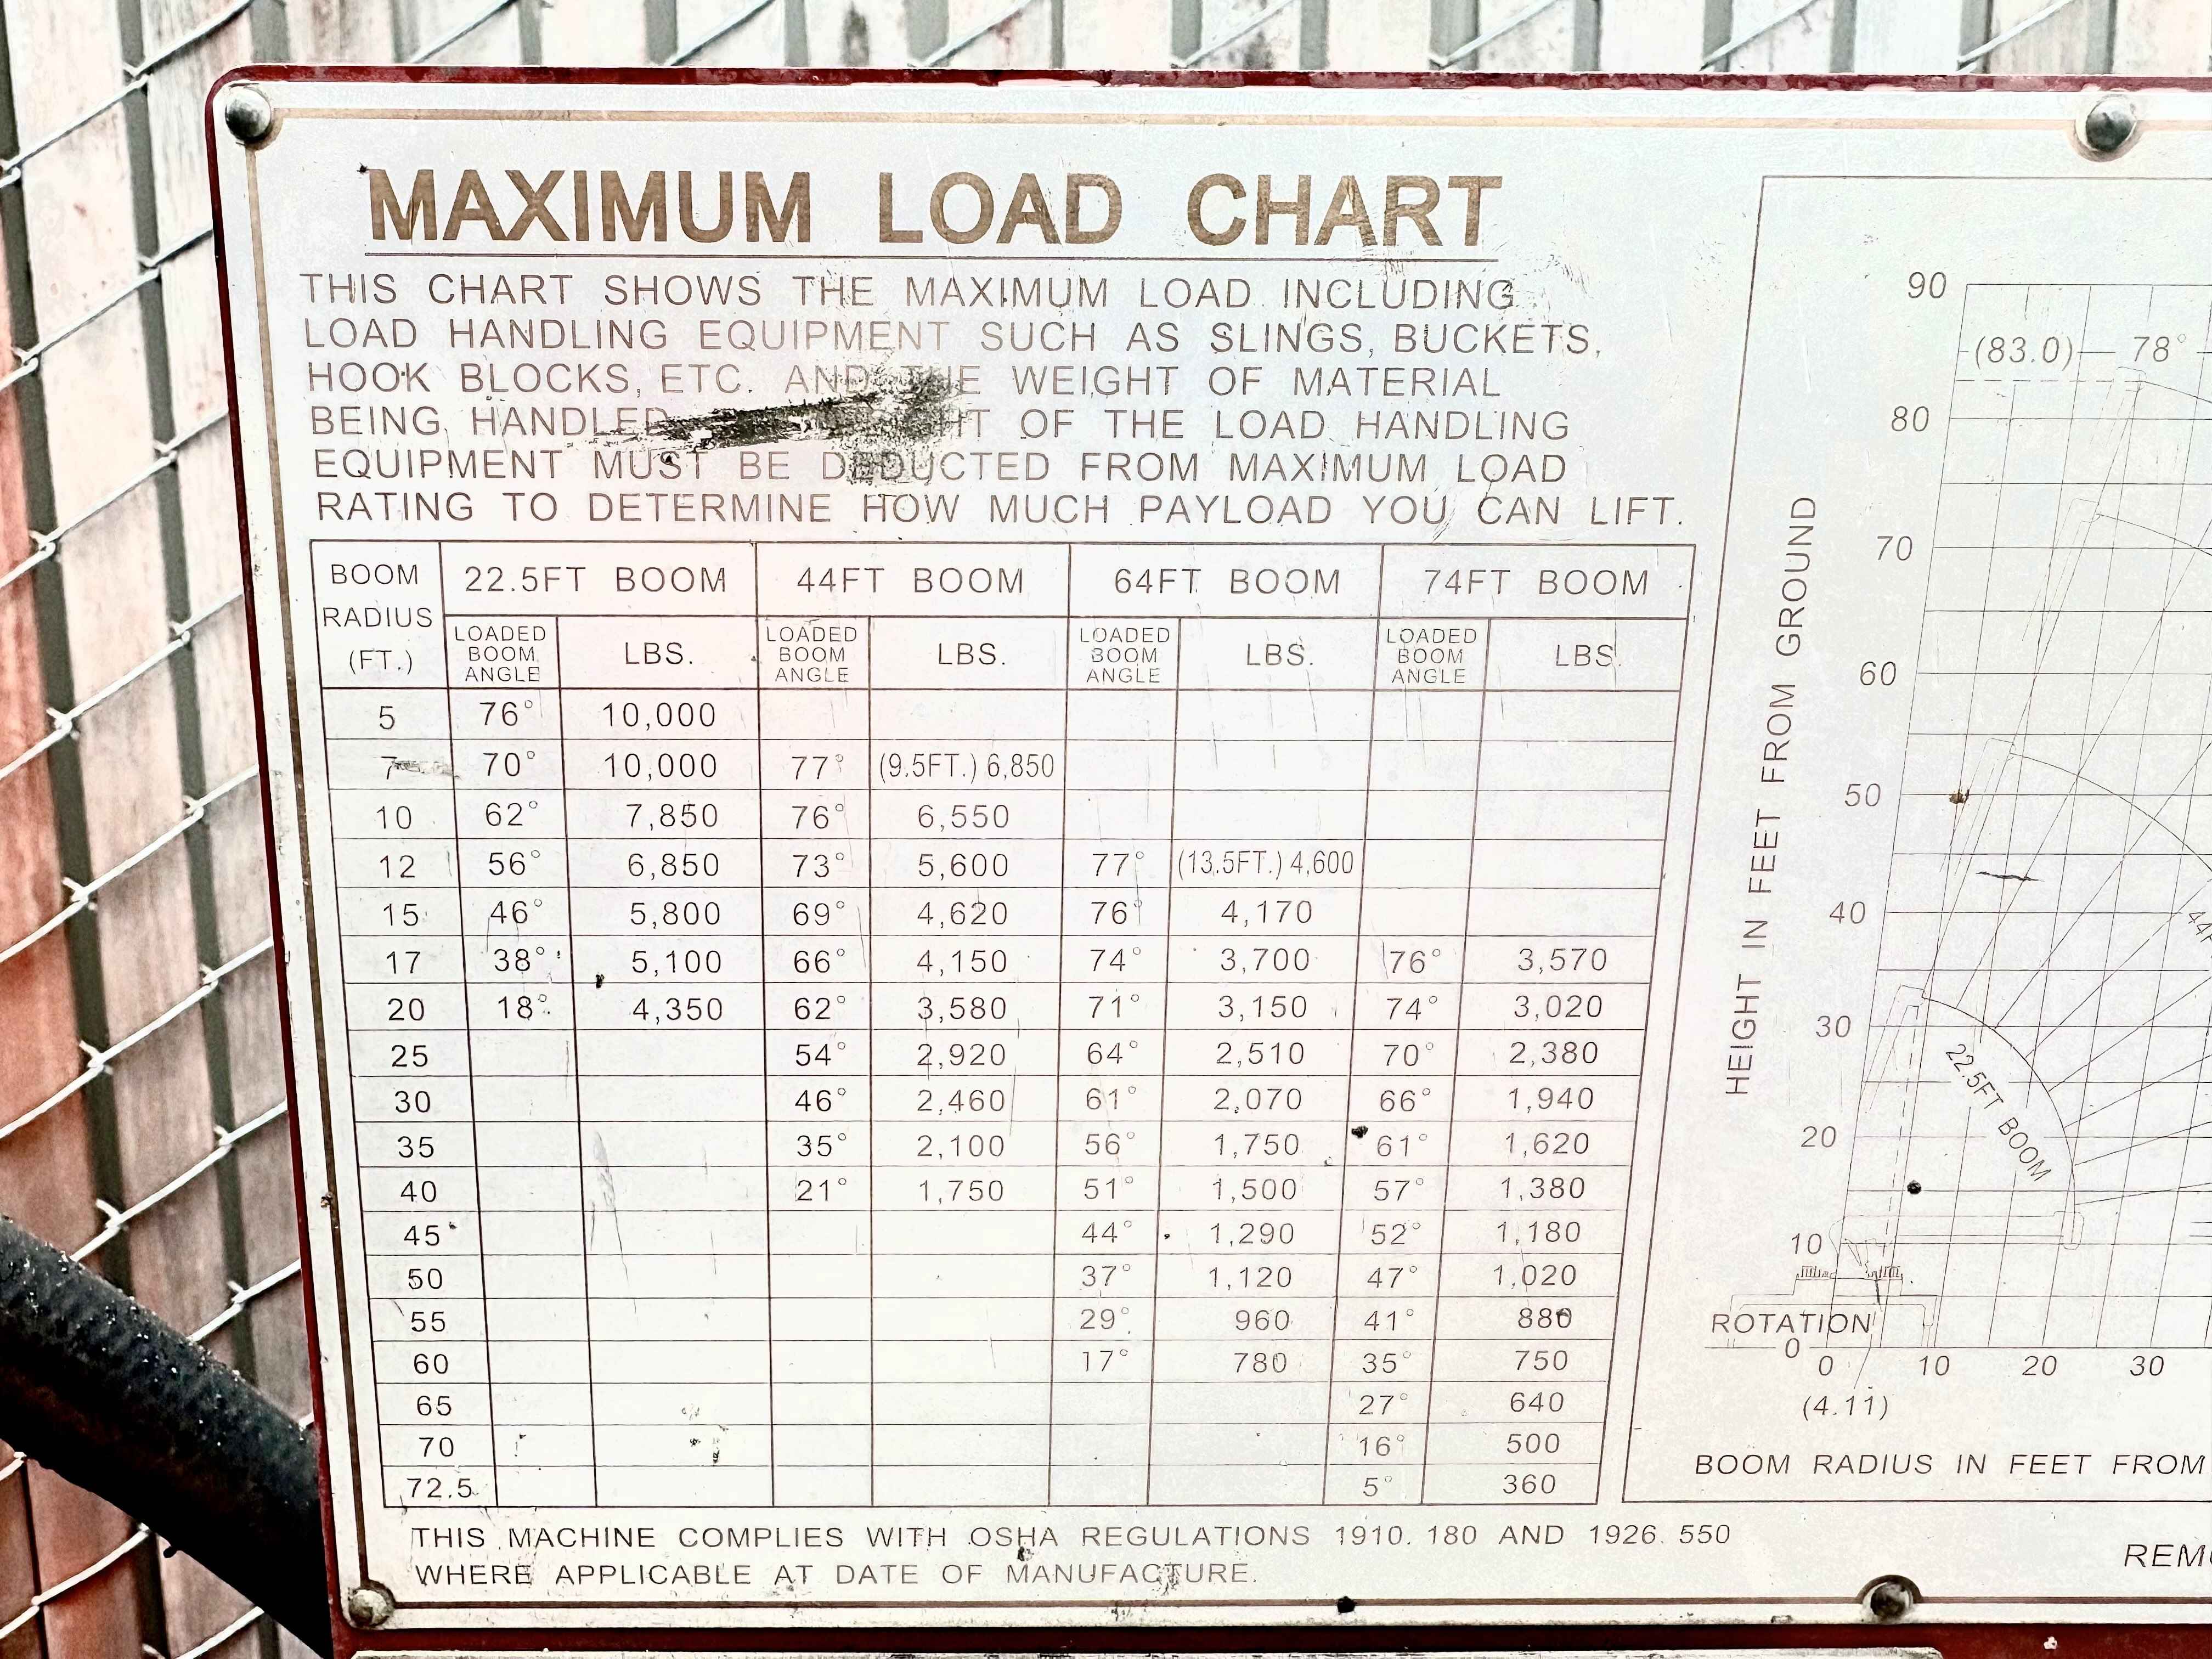 MAXIMUM LOAD CHART
THIS CHART SHOWS THE MAXIMUM LOAD INCLUDING
LOAD HANDLING EQUIPMENT SUCH AS SLINGS, BUCKETS,
HOOK BLOCKS, ETC. AND THE WEIGHT OF MATERIAL
BEING HANDLED OF THE LOAD HANDLING
EQUIPMENT MUST BE DEDUCTED FROM MAXIMUM LOAD
RATING TO DETERMINE HOW MUCH PAYLOAD YOU CAN LIFT.
BOOM RADIUS (FT.) 22.5FT BOOM 44FT BOOM 64FT BOOM 74FT BOOM
LOADED BOOM ANGLE LBS. LOADED BOOM ANGLE LBS. LOADED BOOM ANGLE LBS. LOADED BOOM ANGLE LBS.
5 76° 10,000
7 70° 10,000 77° (9.5FT.) 6,850
10 62° 7,850 76° 6,550
12 56° 6,850 73° 5,600 77° (13.5FT.) 4,600
15 46° 5,800 69° 4,620 76° 4,170
17 38° 5,100 66° 4,150 74° 3,700 76° 3,570
20 18° 4,350 62° 3,580 71° 3,150 74° 3,020
25 54° 2,920 64° 2,510 70° 2,380
30 46° 2,460 61° 2,070 66° 1,940
35 35° 2,100 56° 1,750 61° 1,620
40 21° 1,750 51° 1,500 57° 1,380
45 44° 1,290 52° 1,180
50 37° 1,120 47° 1,020
55 29° 960 41° 880
60 17° 780 35° 750
65 27° 640
70 16° 500
72.5 5° 360
THIS MACHINE COMPLIES WITH OSHA REGULATIONS 1910.180 AND 1926.550
WHERE APPLICABLE AT DATE OF MANUFACTURE.
HEIGHT IN FEET FROM GROUND
90
(83.0) 78°
80
70
60
50
40
30
22.5FT BOOM
20
10
ROTATION
0
0 10 20 30
(4.11)
BOOM RADIUS IN FEET FROM